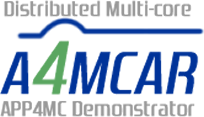 Distributed Multi-core
A4MCAR
APP4MC Demonstrator